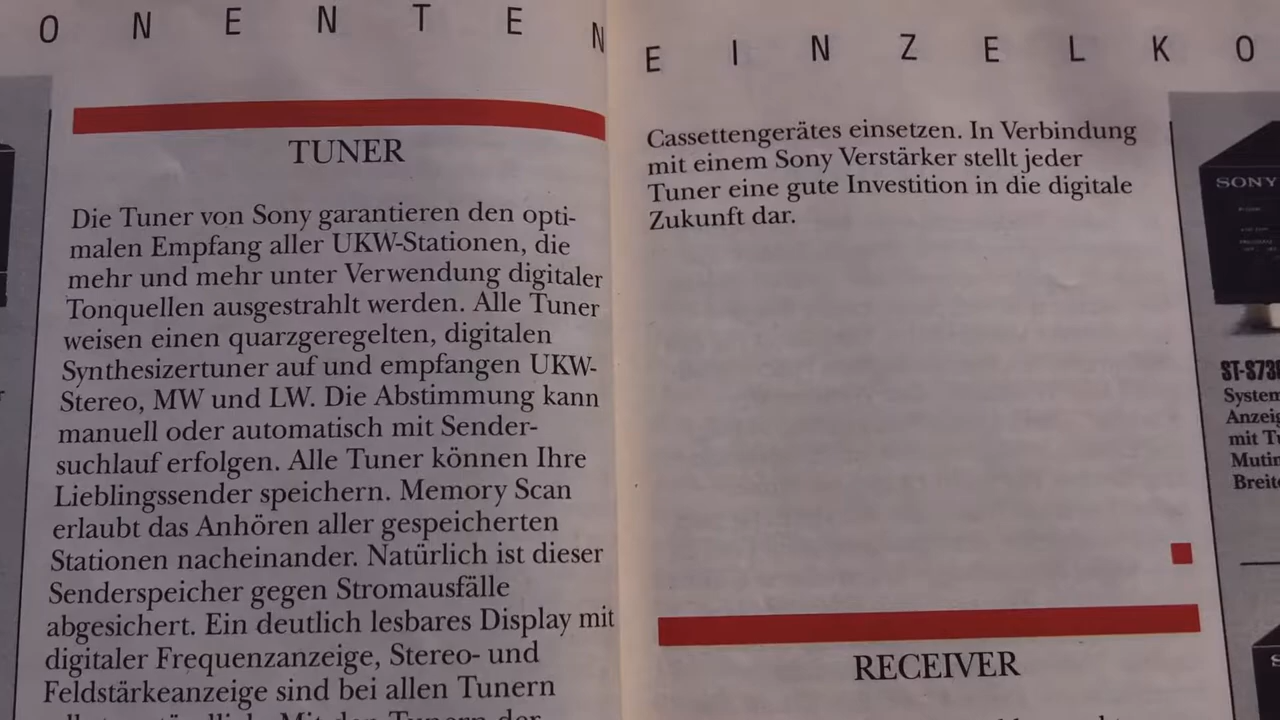 O N E N T E N
TUNER
Die Tuner von Sony garantieren den opti-
malen Empfang aller UKW-Stationen, die
mehr und mehr unter Verwendung digitaler
Tonquellen ausgestrahlt werden. Alle Tuner
weisen einen quarzgeregelten, digitalen
Synthesizertuner auf und empfangen UKW-
Stereo, MW und LW. Die Abstimmung kann
manuell oder automatisch mit Sender-
suchlauf erfolgen. Alle Tuner können Ihre
Lieblingssender speichern. Memory Scan
erlaubt das Anhören aller gespeicherten
Stationen nacheinander. Natürlich ist dieser
Senderspeicher gegen Stromausfälle
abgesichert. Ein deutlich lesbares Display mit
digitaler Frequenzanzeige, Stereo- und
Feldstärkeanzeige sind bei allen Tunern
E I N Z E L K O
Cassettengerätes einsetzen. In Verbindung
mit einem Sony Verstärker stellt jeder
Tuner eine gute Investition in die digitale
Zukunft dar.
RECEIVER
SONY
ST-S73
System
Anzeig
mit T
Mutin
Breit